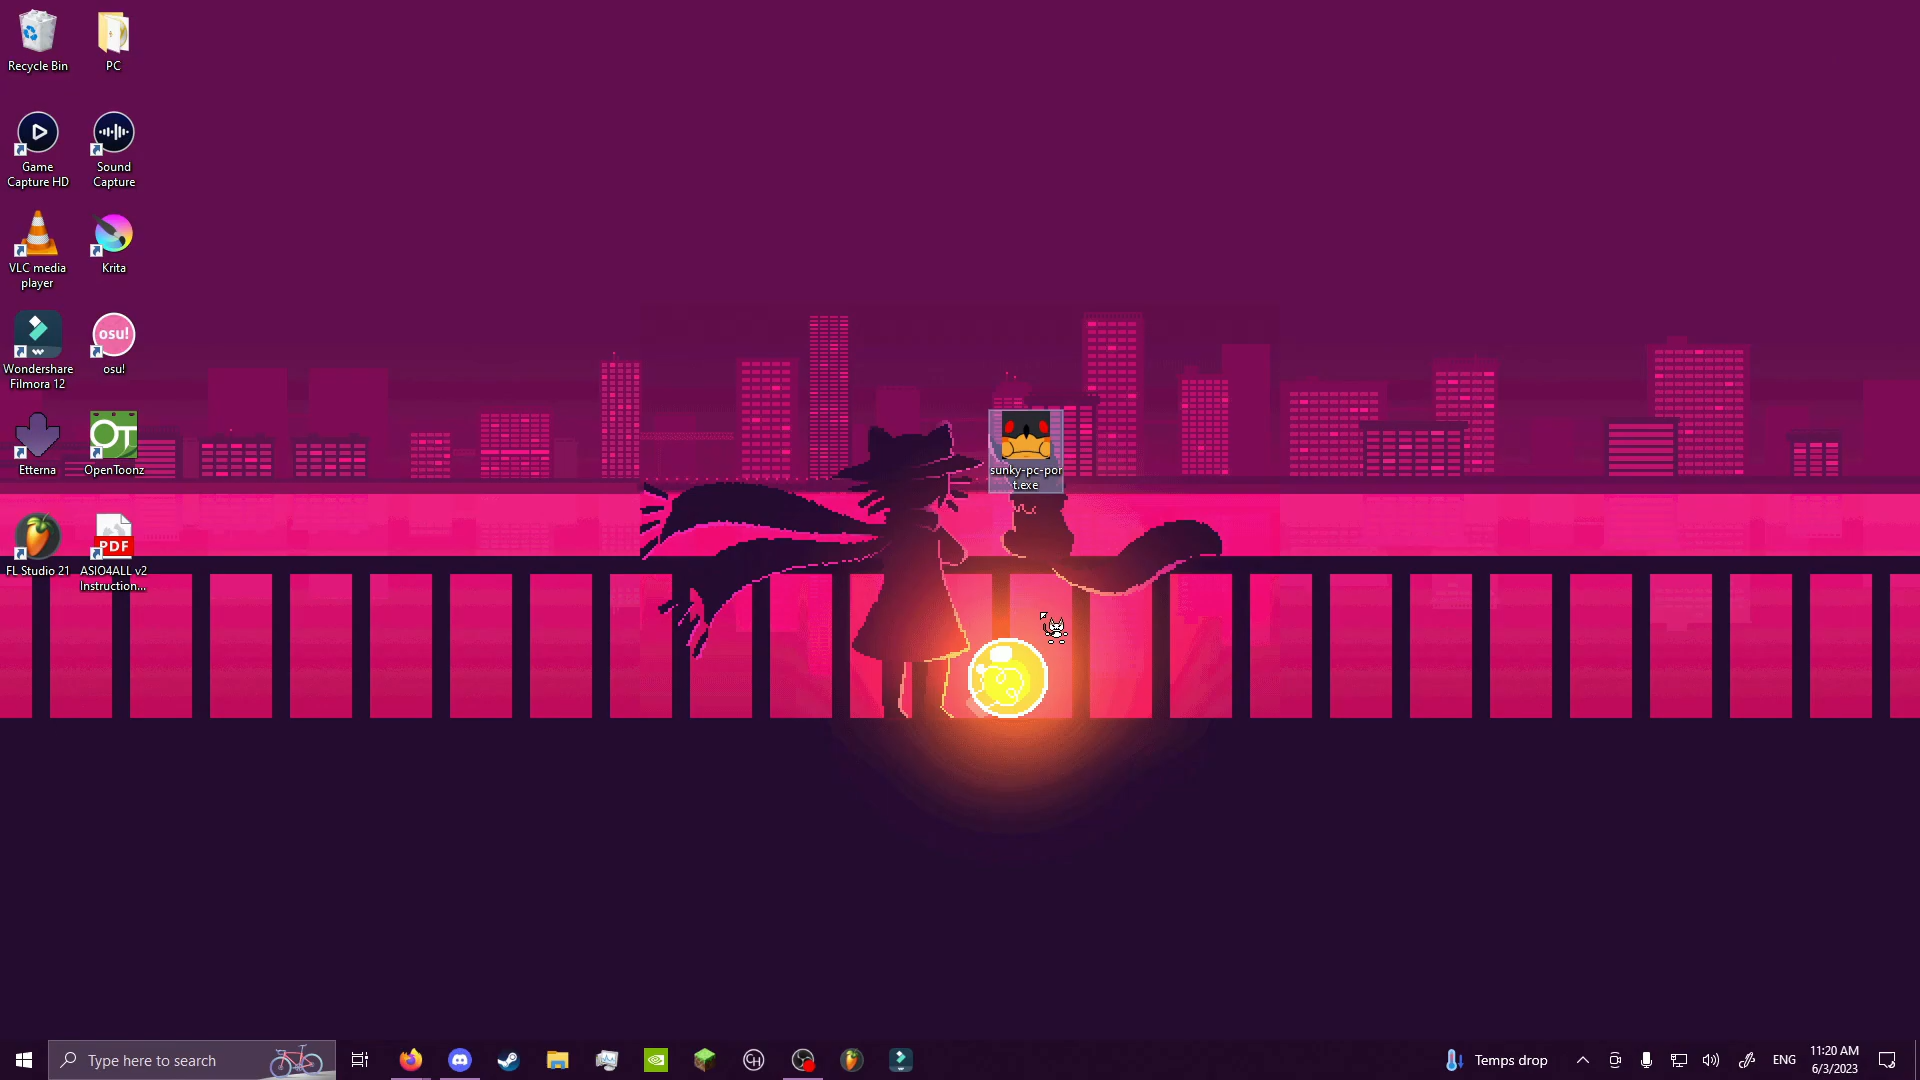 Recycle Bin
PC
Game
Capture HD
Sound
Capture
VLC media
player
Krita
Wondershare
Filmora 12
osu!
osu!
Etterna
OT
OpenToonz
FL Studio 21
PDF
ASIO4ALL v2
Instruction...
sunky-pc-por
t.exe
Type here to search
CH
Temps drop
ENG
11:20 AM
6/3/2023